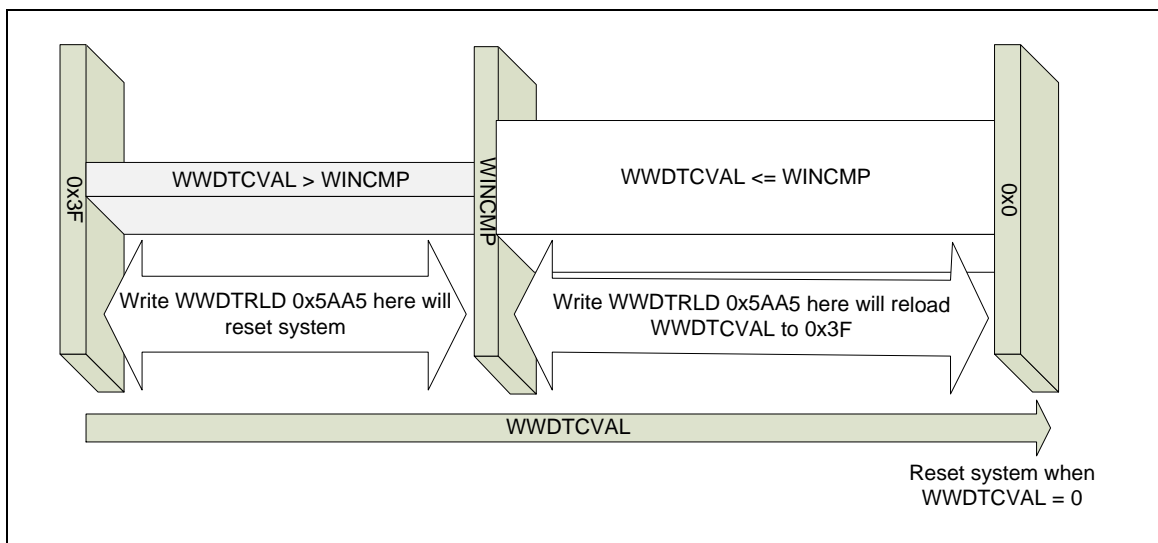 0x3F
WWDTCVAL > WINCMP
WINCMP
WWDTCVAL <= WINCMP
0x0
Write WWDTRLD 0x5AA5 here will
reset system
Write WWDTRLD 0x5AA5 here will reload
WWDTCVAL to 0x3F
WWDTCVAL
Reset system when
WWDTCVAL = 0